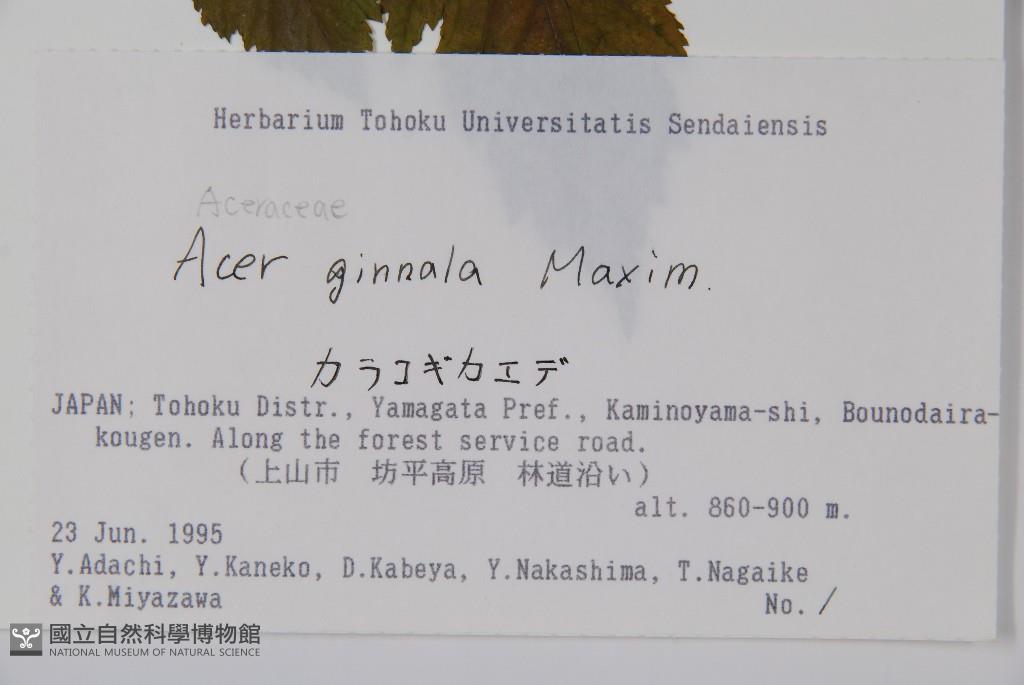 Herbarium Tohoku Universitatis Sendaiensis
Aceraceae
Acer ginnala Maxim.
カラコギカエデ
JAPAN; Tohoku Distr., Yamagata Pref., Kaminoyama-shi, Bounodaira-
kougen. Along the forest service road.
(上山市 坊平高原 林道沿い)
alt. 860-900 m.
23 Jun. 1995
Y.Adachi, Y.Kaneko, D.Kabeya, Y.Nakashima, T.Nagaike
& K.Miyazawa
No. /
國立自然科學博物館
NATIONAL MUSEUM OF NATURAL SCIENCE